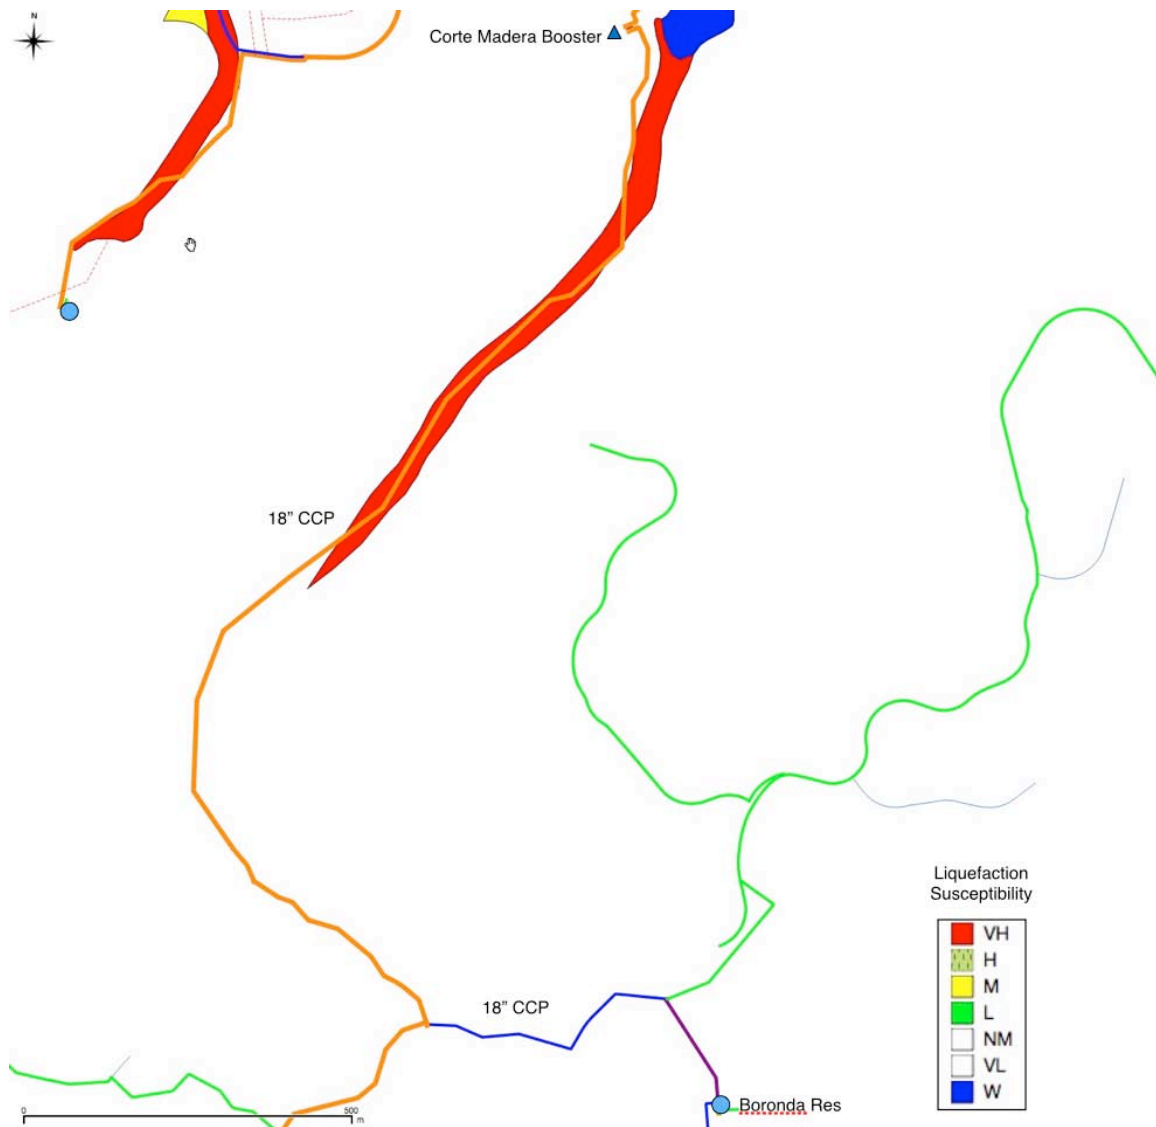 N
Corte Madera Booster
18” CCP
Liquefaction
Susceptibility
VH
H
M
L
NM
VL
W
18” CCP
Boronda Res
0
500
m